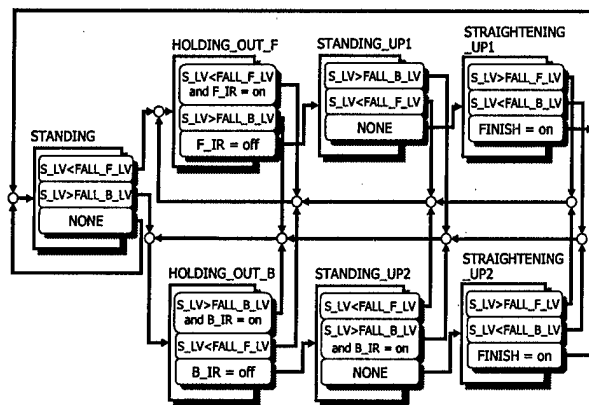 HOLDING_OUT_F
S_LV<FALL_F_LV
and F_IR = on
S_LV>FALL_B_LV
F_IR = off
STANDING_UP1
S_LV>FALL_B_LV
S_LV<FALL_F_LV
NONE
STRAIGHTENING
_UP1
S_LV>FALL_F_LV
S_LV<FALL_B_LV
FINISH = on
STANDING
S_LV<FALL_F_LV
S_LV>FALL_B_LV
NONE
HOLDING_OUT_B
S_LV>FALL_B_LV
and B_IR = on
S_LV<FALL_F_LV
B_IR = off
STANDING_UP2
S_LV<FALL_F_LV
S_LV>FALL_B_LV
and B_IR = on
NONE
STRAIGHTENING
_UP2
S_LV>FALL_F_LV
S_LV<FALL_B_LV
FINISH = on